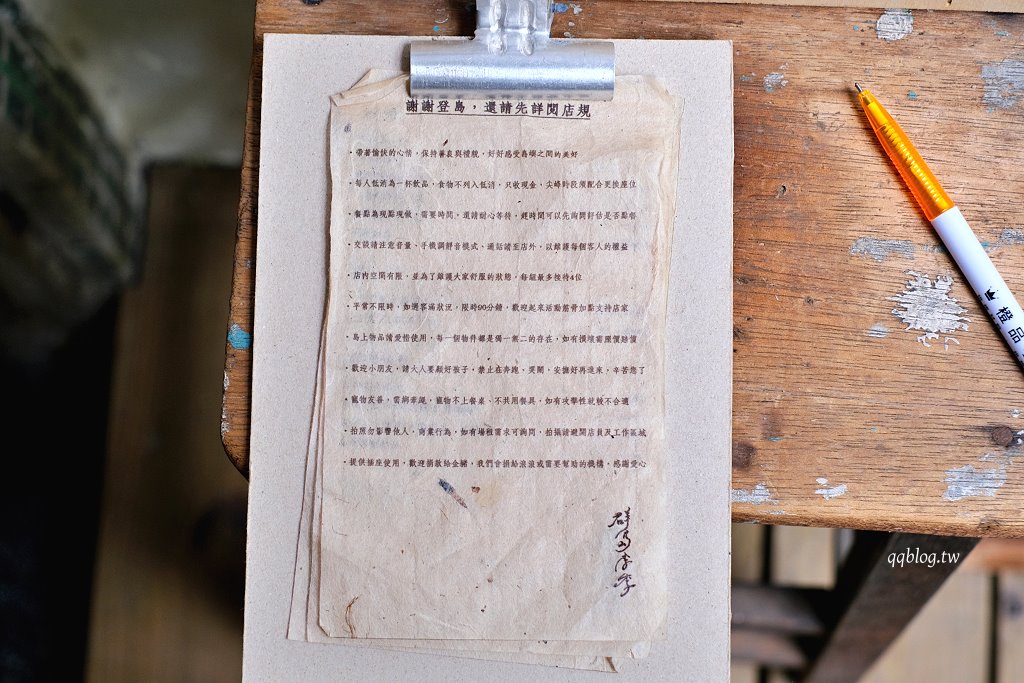 謝謝登島，還請先詳閱店規
・帶著愉快的心情，保持善良與禮貌，好好感受島嶼之間的美好
・每人低消為一杯飲品，食物不列入低消，只收現金，尖峰時段須配合更換座位
・餐點為現點現做，需要時間，還請耐心等待，趕時間可以先詢問評估是否點餐
・交談請注意音量、手機調靜音模式、通話請至店外，以維護每個客人的權益
・店內空間有限，並為了維護大家舒服的狀態，每組最多接待4位
・平常不限時，如遇客滿狀況，限時90分鐘，歡迎起來活動筋骨加點支持店家
・島上物品請愛惜使用，每一個物件都是獨一無二的存在，如有損壞需照價賠償
・歡迎小朋友，請大人要顧好孩子，禁止在奔跑、哭鬧，安撫好再進來，辛苦您了
・寵物友善，需綁牽繩，寵物不上餐桌、不共用餐具，如有攻擊性就較不合適
・拍照勿影響他人，商業行為，如有場租需求可詢問，拍攝請避開店員及工作區域
・提供插座使用，歡迎捐款給金豬，我們會捐給浪浪或需要幫助的機構，感謝愛心
橙品
qqblog.tw